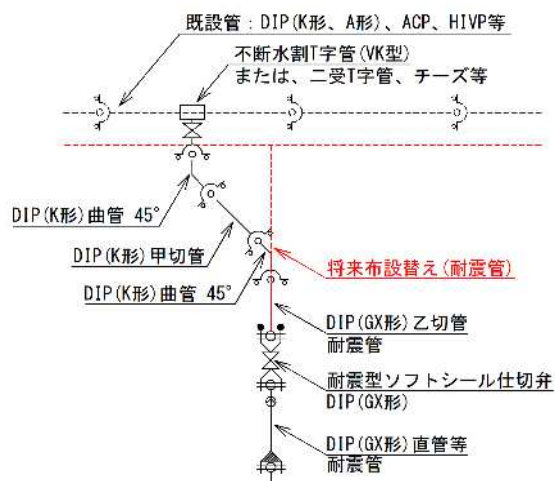 既設管：DIP(K形、A形)、ACP、HIVP等
不断水割T字管(VK型)
または、二受T字管、チーズ等
DIP(K形)曲管 45°
DIP(K形)甲切管
DIP(K形)曲管 45°
将来布設替え(耐震管)
DIP(GX形)乙切管
耐震管
耐震型ソフトシール仕切弁
DIP(GX形)
DIP(GX形)直管等
耐震管